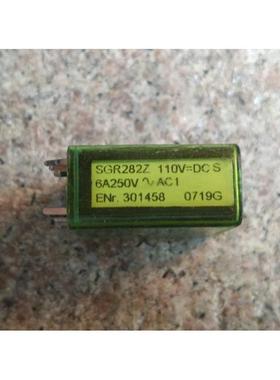 SGR282Z 110V=DC S
6A250V ∿ AC1
ENr. 301458 0719G